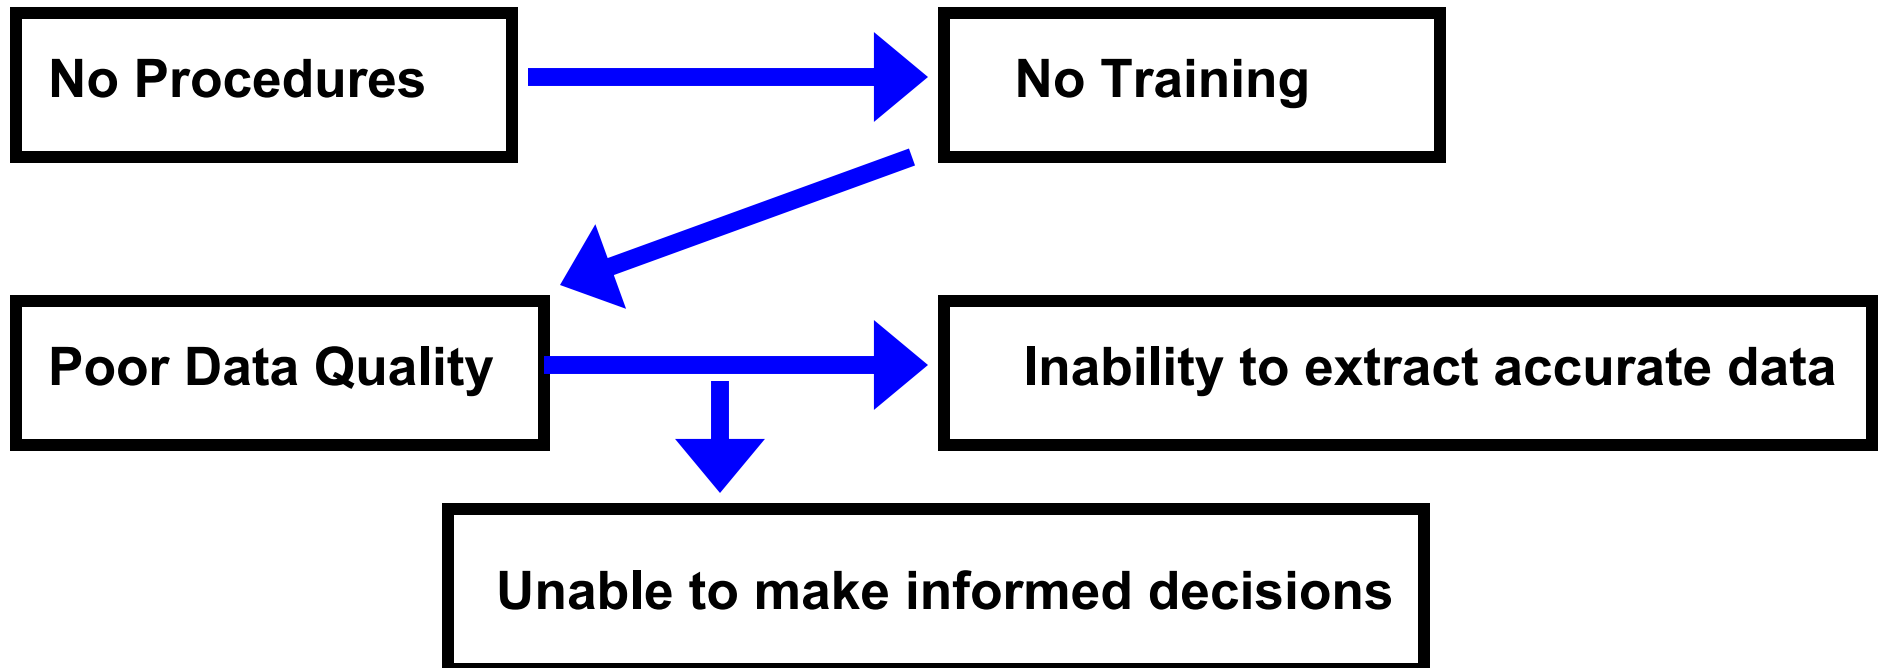 No Procedures
No Training
Poor Data Quality
Inability to extract accurate data
Unable to make informed decisions